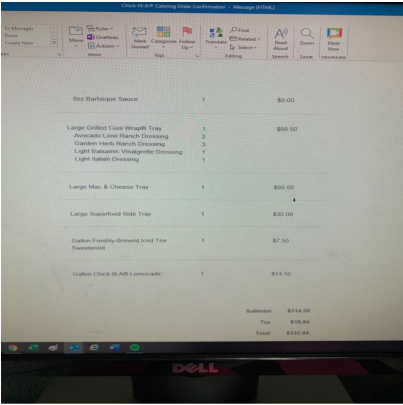 Chick-fil-A® Catering Order Confirmation - Message (HTML)
To Manager
Done
Create New
Move
Rules
OneNote
Actions
Move
Mark Unread
Categorize
Follow Up
Tags
Translate
Find
Related
Select
Editing
Read Aloud
Speech
Zoom
Zoom
Meet Now
8oz Barbeque Sauce 1 $0.00
Large Grilled Cool Wrap® Tray 1 $66.50
Avocado Lime Ranch Dressing 2
Garden Herb Ranch Dressing 3
Light Balsamic Vinaigrette Dressing 1
Light Italian Dressing 1
Large Mac & Cheese Tray 1
Large Superfood Side Tray 1 $30.00
Gallon Freshly-Brewed Iced Tea 1 $7.50
Sweetened
Gallon Chick-fil-A® Lemonade 1 $14.50
Subtotal $314.00
Tax $18.84
Total
DELL